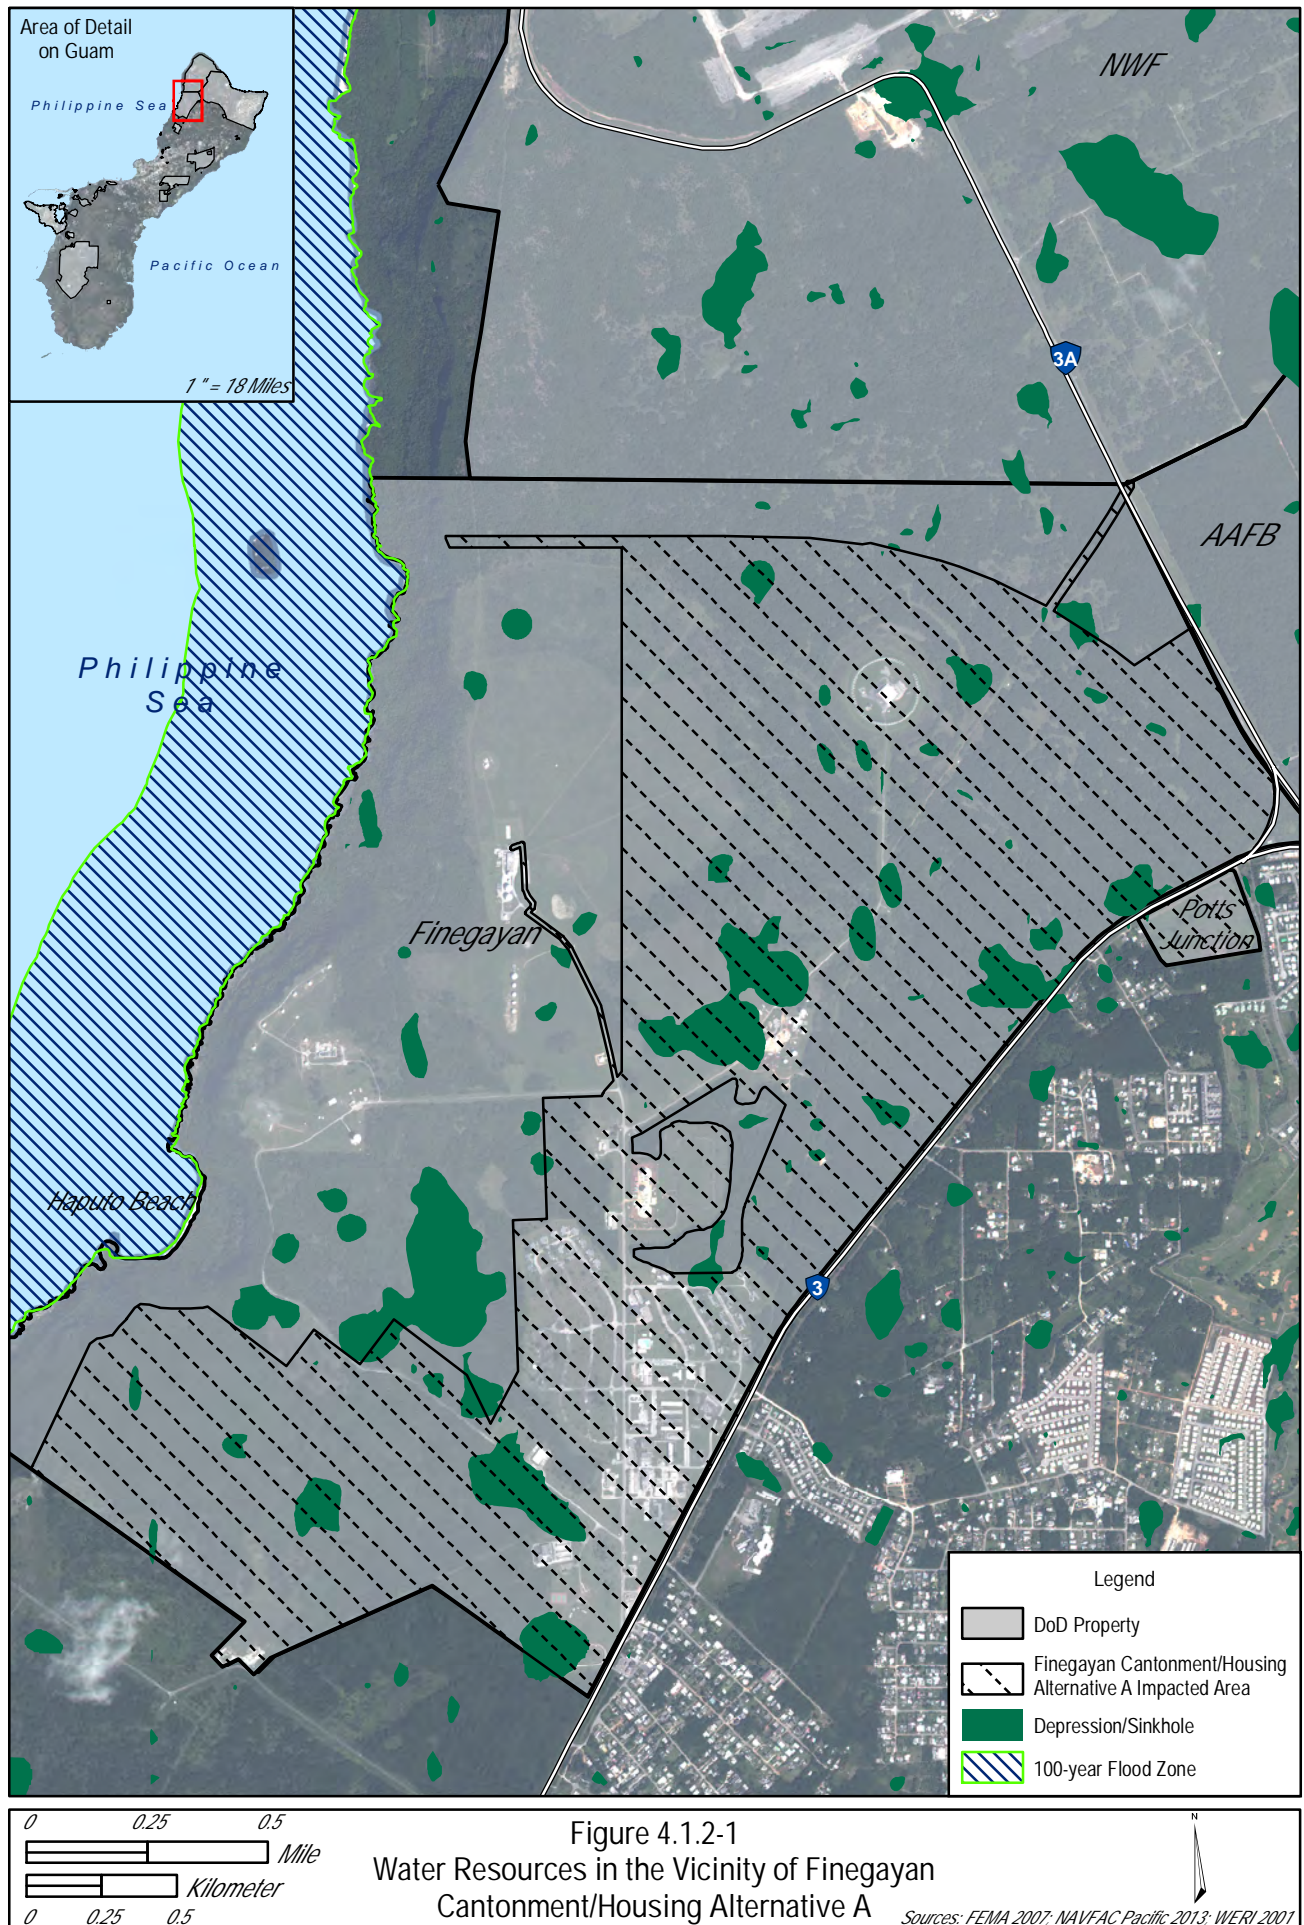 Area of Detail
on Guam
Philippine Sea
Pacific Ocean
1 " = 18 Miles
NWF
3A
AAFB
Philippine
Sea
Finegayan
Potts
Junction
Haputo Beach
3
Legend
DoD Property
Finegayan Cantonment/Housing
Alternative A Impacted Area
Depression/Sinkhole
100-year Flood Zone
0 0.25 0.5
Mile
Kilometer
0 0.25 0.5
Figure 4.1.2-1
Water Resources in the Vicinity of Finegayan
Cantonment/Housing Alternative A
N
Sources: FEMA 2007; NAVFAC Pacific 2013; WERI 2001